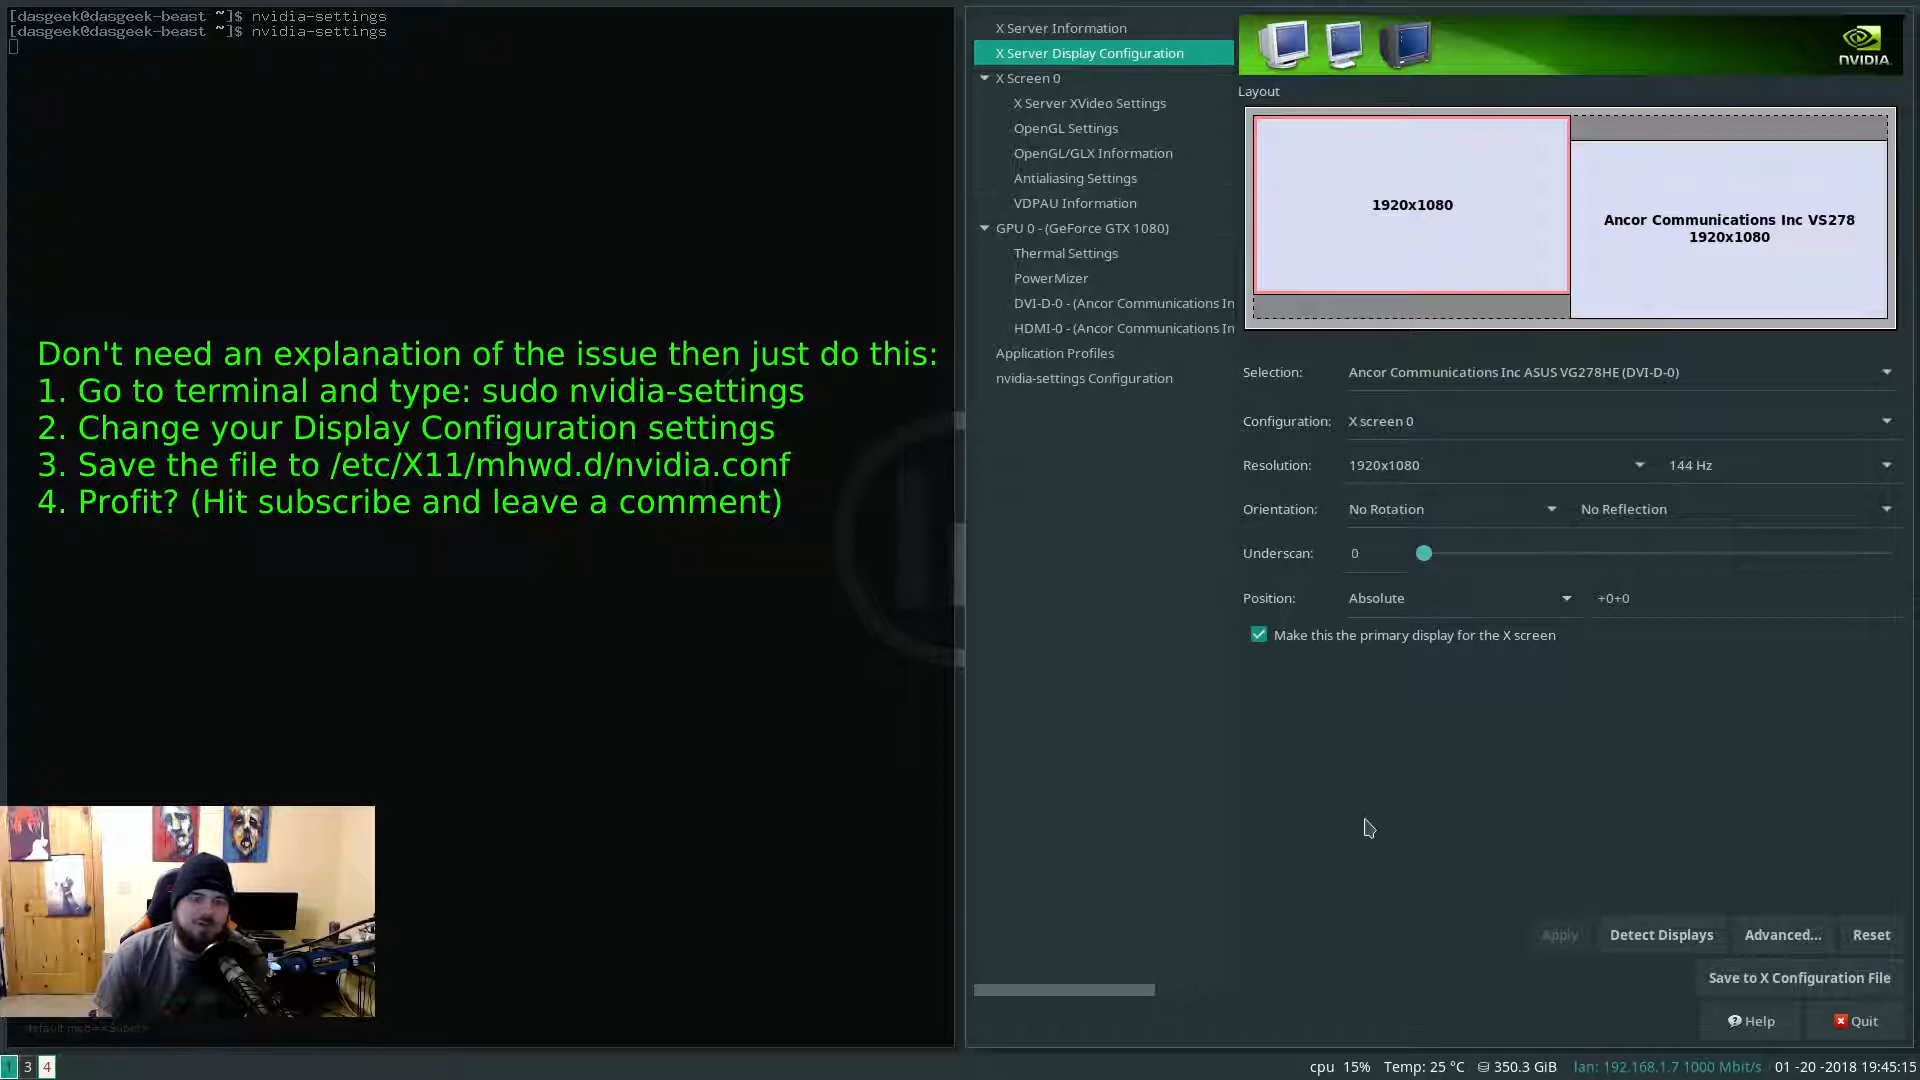 [dasgeek@dasgeek-beast ~]$ nvidia-settings
[dasgeek@dasgeek-beast ~]$ nvidia-settings
Don't need an explanation of the issue then just do this:
1. Go to terminal and type: sudo nvidia-settings
2. Change your Display Configuration settings
3. Save the file to /etc/X11/mhwd.d/nvidia.conf
4. Profit? (Hit subscribe and leave a comment)
X Server Information
X Server Display Configuration
X Screen 0
X Server XVideo Settings
OpenGL Settings
OpenGL/GLX Information
Antialiasing Settings
VDPAU Information
GPU 0 - (GeForce GTX 1080)
Thermal Settings
PowerMizer
DVI-D-0 - (Ancor Communications In
HDMI-0 - (Ancor Communications In
Application Profiles
nvidia-settings Configuration
NVIDIA.
Layout
1920x1080
Ancor Communications Inc VS278
1920x1080
Selection: Ancor Communications Inc ASUS VG278HE (DVI-D-0)
Configuration: X screen 0
Resolution: 1920x1080 144 Hz
Orientation: No Rotation No Reflection
Underscan: 0
Position: Absolute +0+0
Make this the primary display for the X screen
Apply Detect Displays Advanced... Reset
Save to X Configuration File
Help Quit
1 3 4
cpu 15% Temp: 25 °C 350.3 GiB lan: 192.168.1.7 1000 Mbit/s 01 -20 -2018 19:45:15